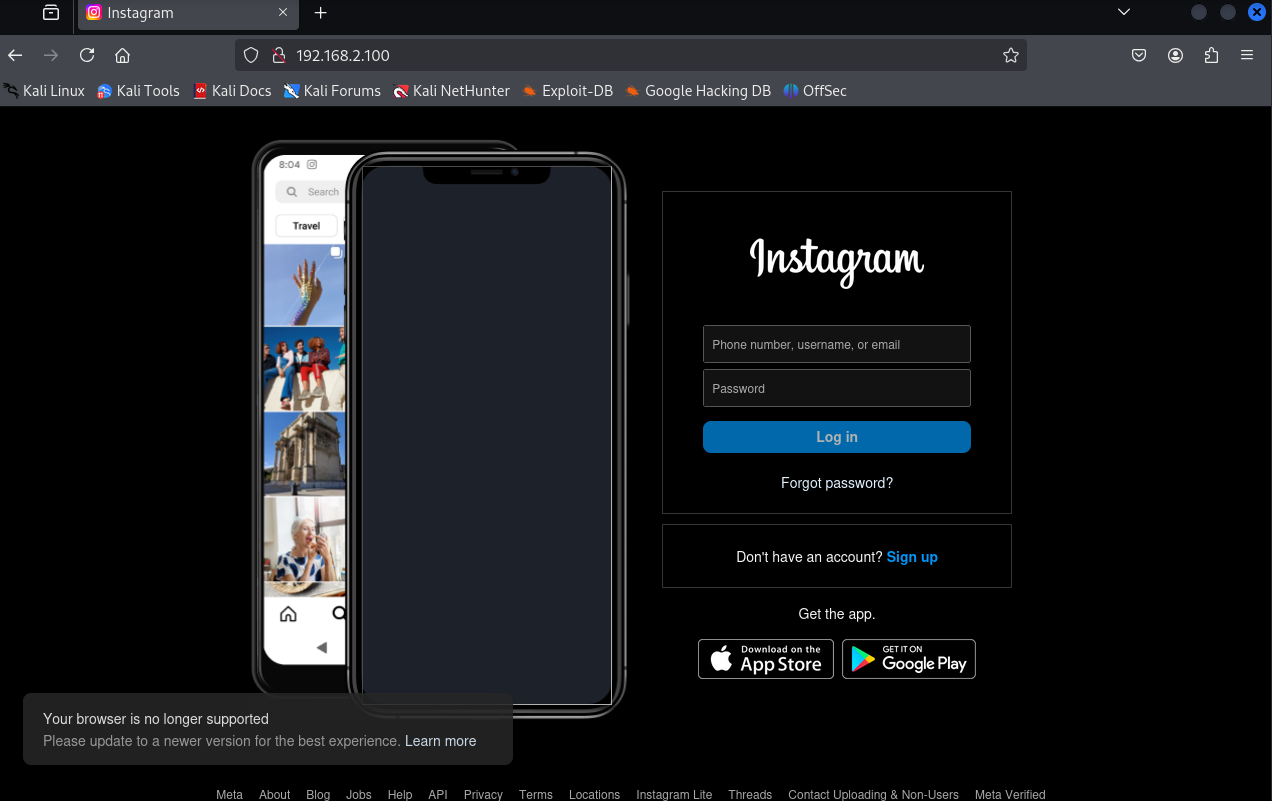 Instagram
192.168.2.100
Kali Linux Kali Tools Kali Docs Kali Forums Kali NetHunter Exploit-DB Google Hacking DB OffSec
8:04
Search
Travel
Instagram
Phone number, username, or email
Password
Log in
Forgot password?
Don't have an account? Sign up
Get the app.
Download on the
App Store
GET IT ON
Google Play
Your browser is no longer supported
Please update to a newer version for the best experience. Learn more
Meta About Blog Jobs Help API Privacy Terms Locations Instagram Lite Threads Contact Uploading & Non-Users Meta Verified